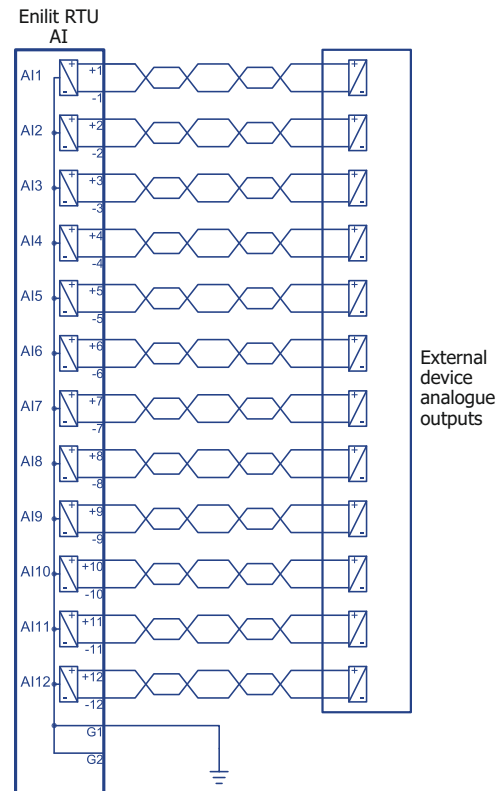 Enilit RTU
AI
AI1
+1
-1
AI2
+2
-2
AI3
+3
-3
AI4
+4
-4
AI5
+5
-5
AI6
+6
-6
AI7
+7
-7
AI8
+8
-8
AI9
+9
-9
AI10
+10
-10
AI11
+11
-11
AI12
+12
-12
G1
G2
External
device
analogue
outputs